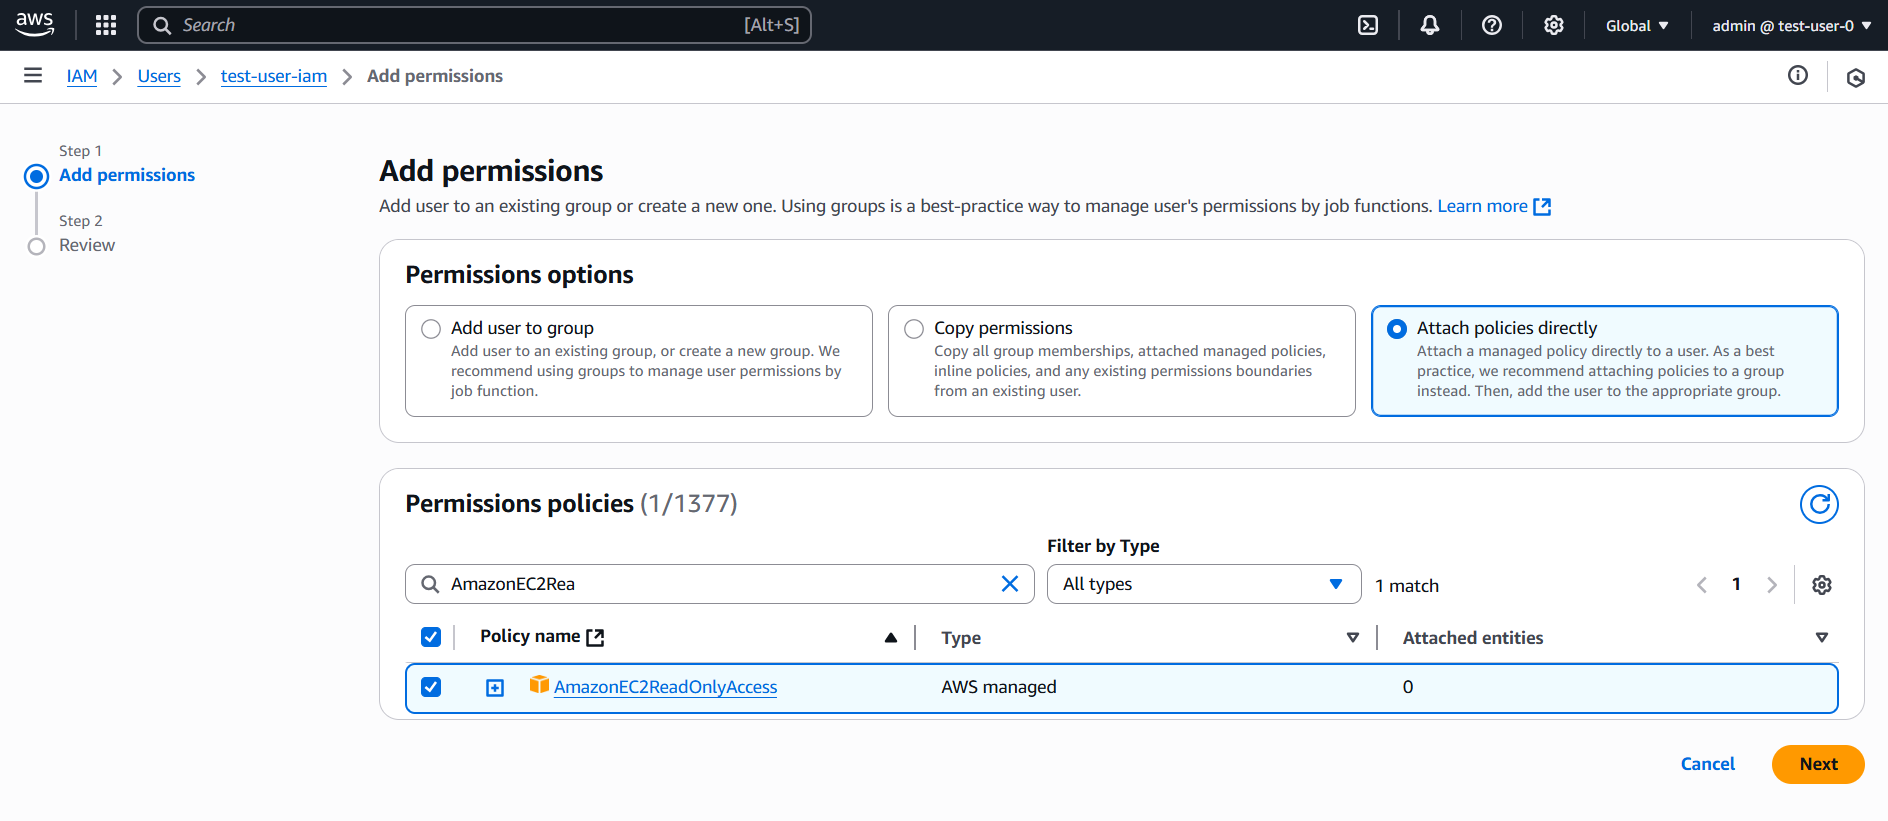 aws
Search [Alt+S]
Global
admin @ test-user-0
IAM > Users > test-user-iam > Add permissions
Step 1
Add permissions
Step 2
Review
Add permissions
Add user to an existing group or create a new one. Using groups is a best-practice way to manage user's permissions by job functions. Learn more
Permissions options
Add user to group
Add user to an existing group, or create a new group. We
recommend using groups to manage user permissions by
job function.
Copy permissions
Copy all group memberships, attached managed policies,
inline policies, and any existing permissions boundaries
from an existing user.
Attach policies directly
Attach a managed policy directly to a user. As a best
practice, we recommend attaching policies to a group
instead. Then, add the user to the appropriate group.
Permissions policies (1/1377)
Filter by Type
AmazonEC2Rea
All types
1 match
1
Policy name
Type
Attached entities
AmazonEC2ReadOnlyAccess
AWS managed
0
Cancel
Next